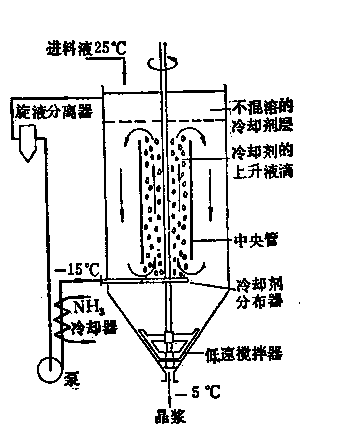 进料液25℃
旋液分离器
不混溶的
冷却剂层
冷却剂的
上升液滴
中央管
-15℃
NH₃
冷却器
冷却剂
分布器
泵
低速搅拌器
-5℃
晶浆